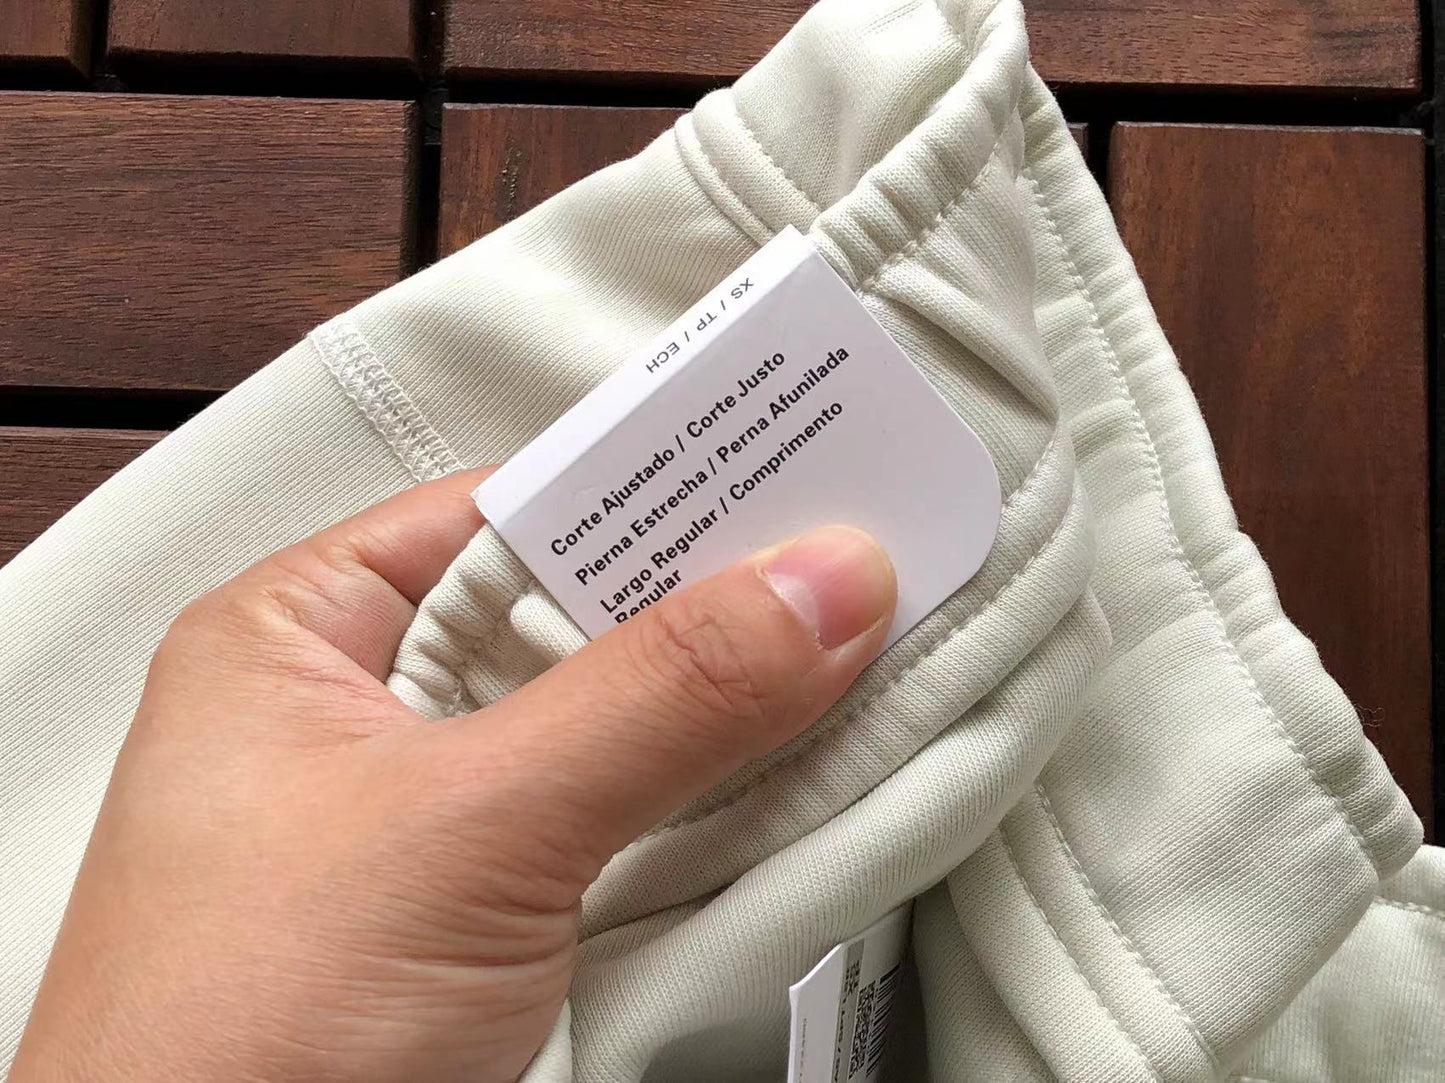 XS / TP / ECH
Corte Ajustado / Corte Justo
Pierna Estrecha / Perna Afunilada
Largo Regular / Comprimento
Regular